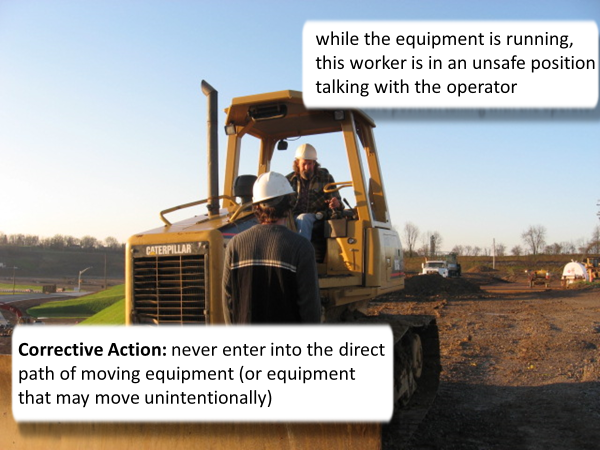 while the equipment is running,
this worker is in an unsafe position
talking with the operator
CATERPILLAR
Corrective Action: never enter into the direct
path of moving equipment (or equipment
that may move unintentionally)